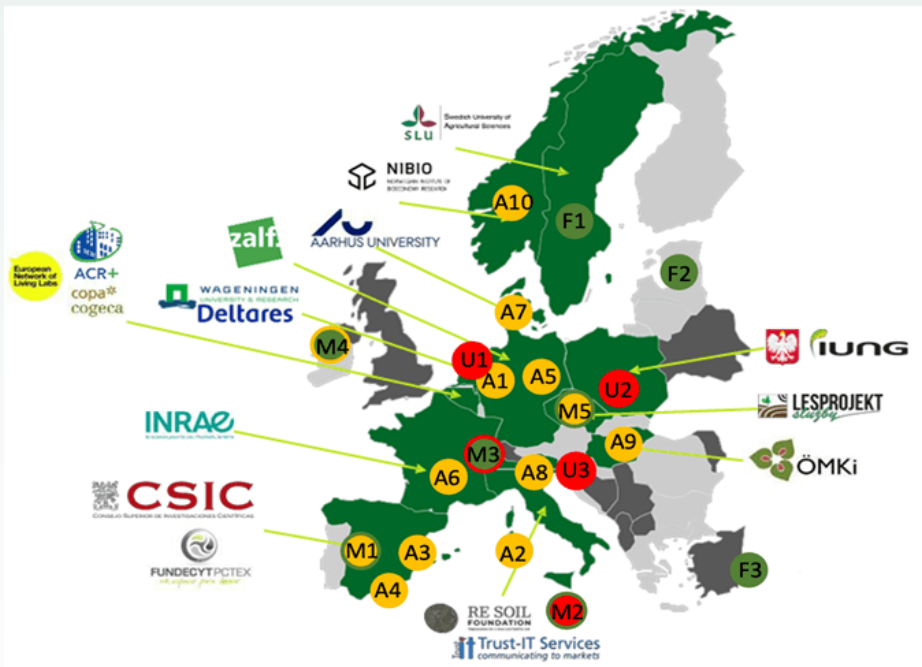 SLU
Swedish University of
Agricultural Sciences
NIBIO
NORWEGIAN INSTITUTE OF
BIOECONOMY RESEARCH
A10
F1
zalf
AARHUS UNIVERSITY
European
Network of
Living Labs
ACR+
copa*
cogeca
F2
WAGENINGEN
UNIVERSITY & RESEARCH
Deltares
A7
M4
U1
A1
A5
U2
IUNG
M5
LESPROJEKT
služby
INRAE
A9
ÖMKi
M3
A6
A8
U3
CSIC
CONSEJO SUPERIOR DE INVESTIGACIONES CIENTÍFICAS
FUNDECYTPCTEX
M1
A3
A2
A4
F3
RE SOIL
FOUNDATION
M2
Trust-IT Services
communicating to markets